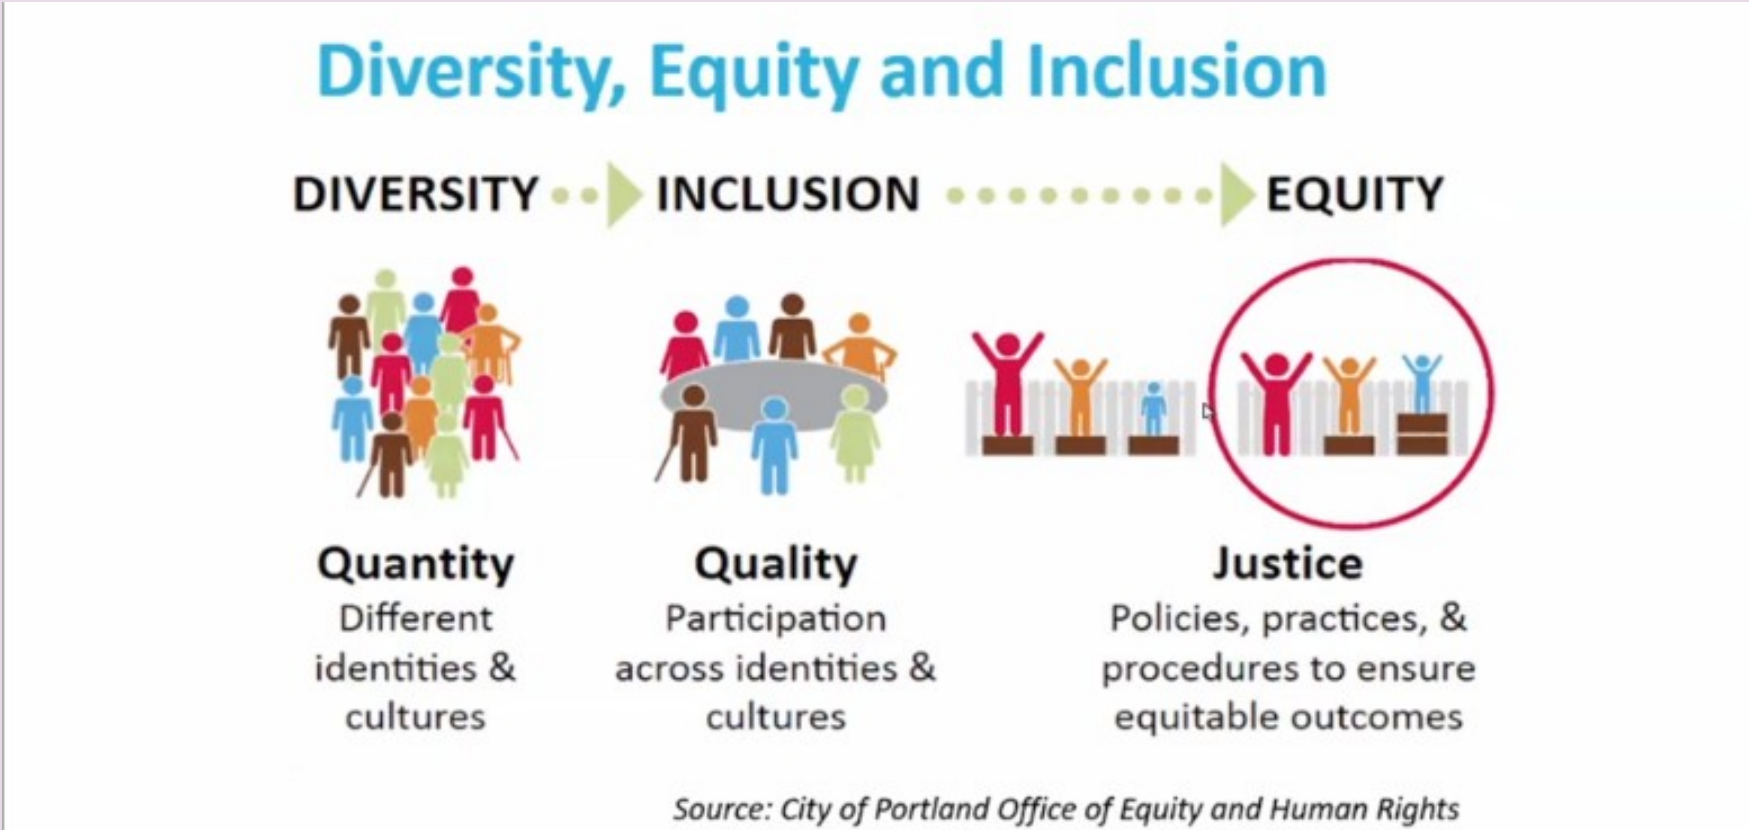 Diversity, Equity and Inclusion
DIVERSITY INCLUSION EQUITY
Quantity
Different
identities &
cultures
Quality
Participation
across identities &
cultures
Justice
Policies, practices, &
procedures to ensure
equitable outcomes
Source: City of Portland Office of Equity and Human Rights